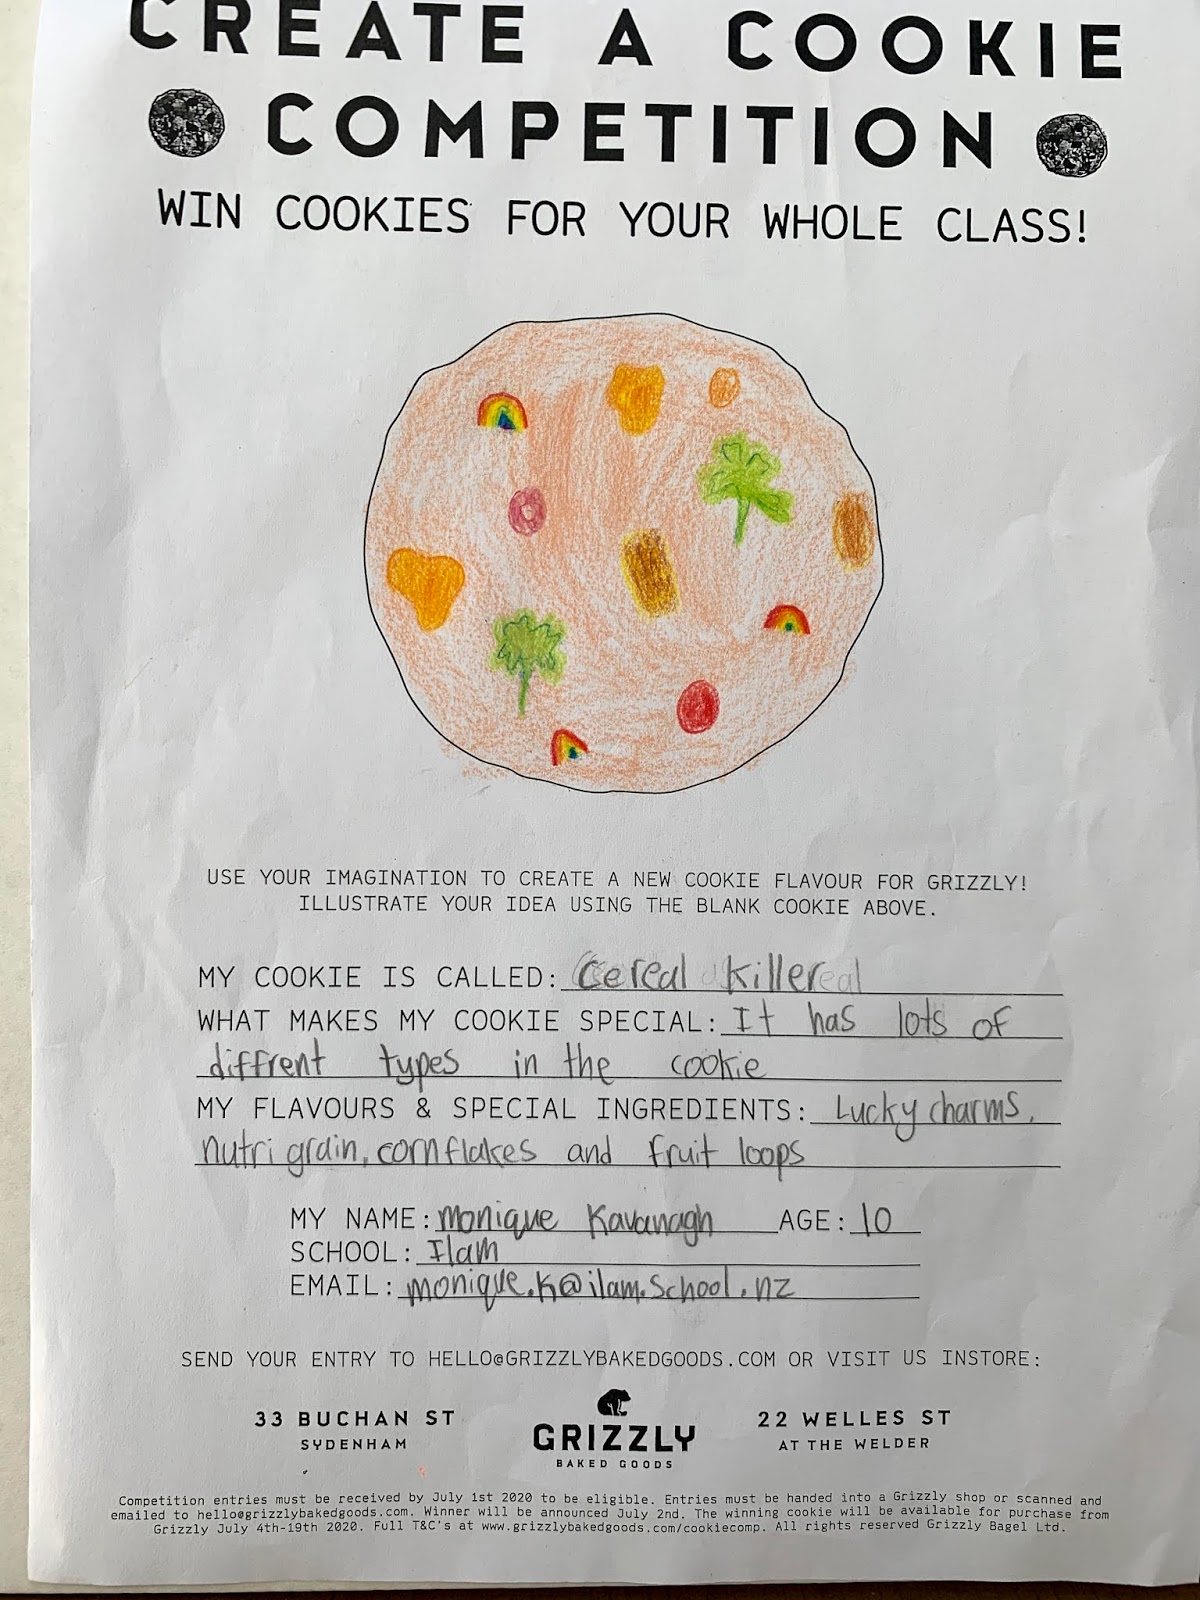 CREATE A COOKIE
COMPETITION
WIN COOKIES FOR YOUR WHOLE CLASS!
USE YOUR IMAGINATION TO CREATE A NEW COOKIE FLAVOUR FOR GRIZZLY!
ILLUSTRATE YOUR IDEA USING THE BLANK COOKIE ABOVE.
MY COOKIE IS CALLED: Cereal Killer
WHAT MAKES MY COOKIE SPECIAL: It has lots of
diffrent types in the cookie
MY FLAVOURS & SPECIAL INGREDIENTS: Lucky charms,
nutri grain, cornflakes and fruit loops
MY NAME: Monique Kavanagh AGE: 10
SCHOOL: Ilam
EMAIL: monique.k@ilam.school.nz
SEND YOUR ENTRY TO HELLO@GRIZZLYBAKEDGOODS.COM OR VISIT US INSTORE:
33 BUCHAN ST
SYDENHAM
GRIZZLY
BAKED GOODS
22 WELLES ST
AT THE WELDER
Competition entries must be received by July 1st 2020 to be eligible. Entries must be handed into a Grizzly shop or scanned and
emailed to hello@grizzlybakedgoods.com. Winner will be announced July 2nd. The winning cookie will be available for purchase from
Grizzly July 4th-19th 2020. Full T&C's at www.grizzlybakedgoods.com/cookiecomp. All rights reserved Grizzly Bagel Ltd.